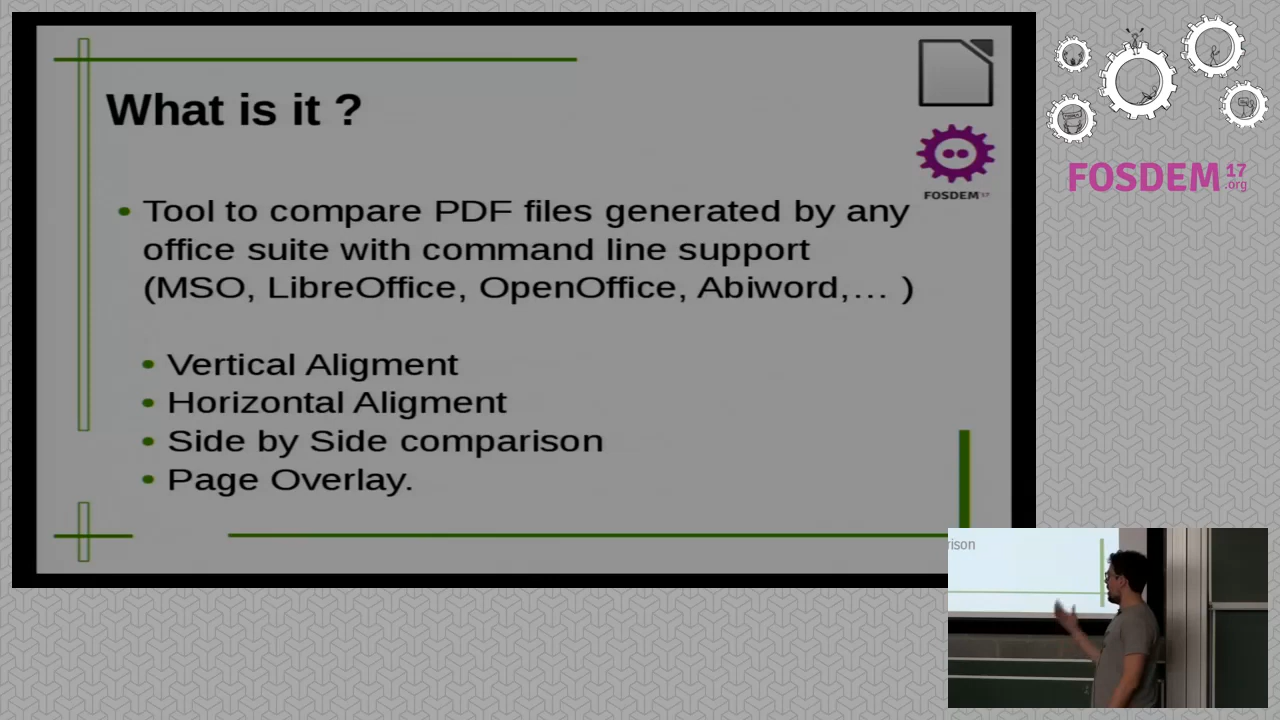 What is it ?
FOSDEM 17
• Tool to compare PDF files generated by any
office suite with command line support
(MSO, LibreOffice, OpenOffice, Abiword,… )
• Vertical Aligment
• Horizontal Aligment
• Side by Side comparison
• Page Overlay.
FOSDEM 17
.org
rison